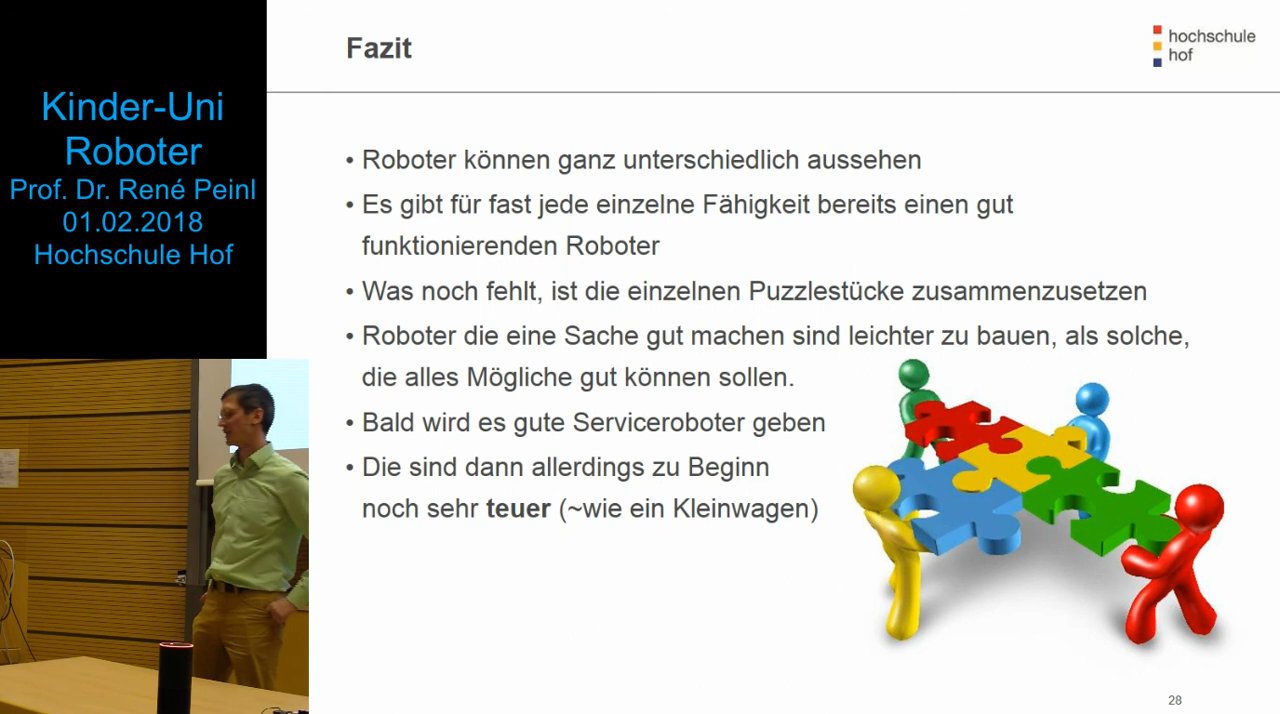 Kinder-Uni
Roboter
Prof. Dr. René Peinl
01.02.2018
Hochschule Hof
Fazit
hochschule
hof
• Roboter können ganz unterschiedlich aussehen
• Es gibt für fast jede einzelne Fähigkeit bereits einen gut
funktionierenden Roboter
• Was noch fehlt, ist die einzelnen Puzzlestücke zusammenzusetzen
• Roboter die eine Sache gut machen sind leichter zu bauen, als solche,
die alles Mögliche gut können sollen.
• Bald wird es gute Serviceroboter geben
• Die sind dann allerdings zu Beginn
noch sehr teuer (~wie ein Kleinwagen)
28